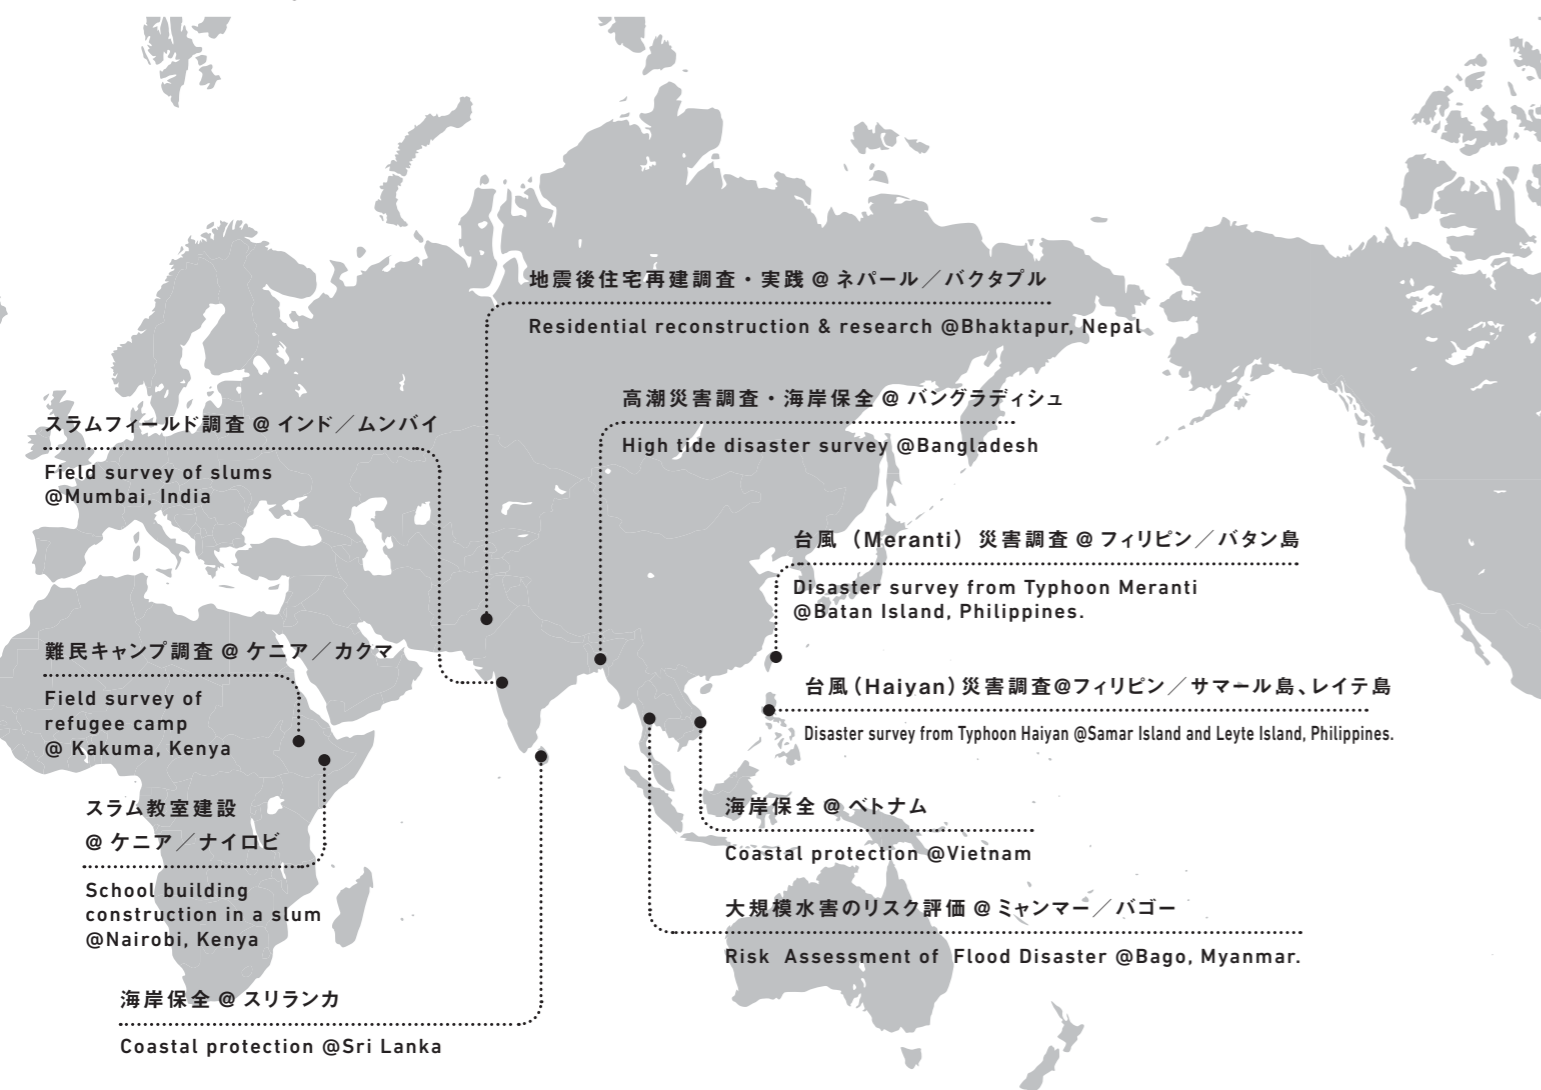 地震後住宅再建調査・実践 @ ネパール／バクタプル
Residential reconstruction & research @Bhaktapur, Nepal
高潮災害調査・海岸保全 @ バングラディシュ
High tide disaster survey @Bangladesh
スラムフィールド調査 @ インド／ムンバイ
Field survey of slums
@Mumbai, India
台風（Meranti）災害調査 @ フィリピン／バタン島
Disaster survey from Typhoon Meranti
@Batan Island, Philippines.
難民キャンプ調査 @ ケニア／カクマ
Field survey of
refugee camp
@ Kakuma, Kenya
台風（Haiyan）災害調査@フィリピン／サマール島、レイテ島
Disaster survey from Typhoon Haiyan @Samar Island and Leyte Island, Philippines.
スラム教室建設
@ ケニア／ナイロビ
School building
construction in a slum
@Nairobi, Kenya
海岸保全 @ ベトナム
Coastal protection @Vietnam
大規模水害のリスク評価 @ ミャンマー／バゴー
Risk Assessment of Flood Disaster @Bago, Myanmar.
海岸保全 @ スリランカ
Coastal protection @Sri Lanka